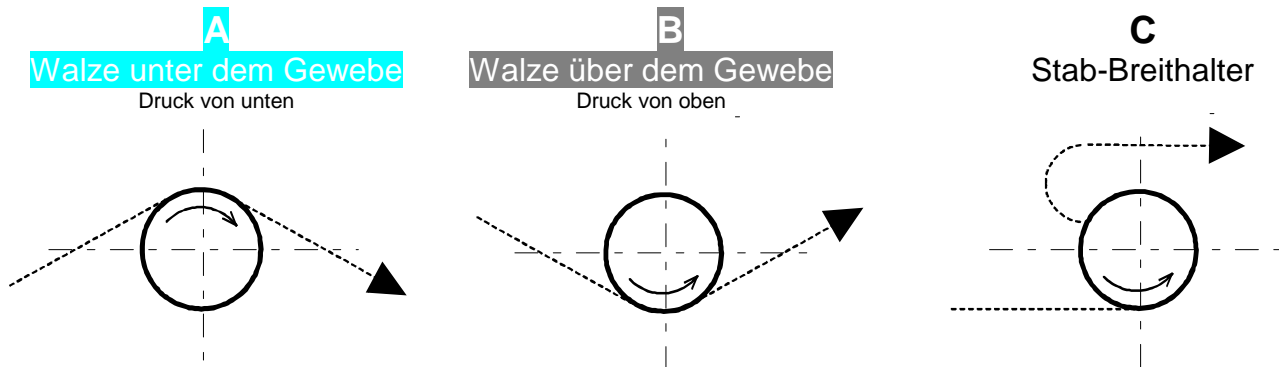 A
Walze unter dem Gewebe
Druck von unten
B
Walze über dem Gewebe
Druck von oben
C
Stab-Breithalter